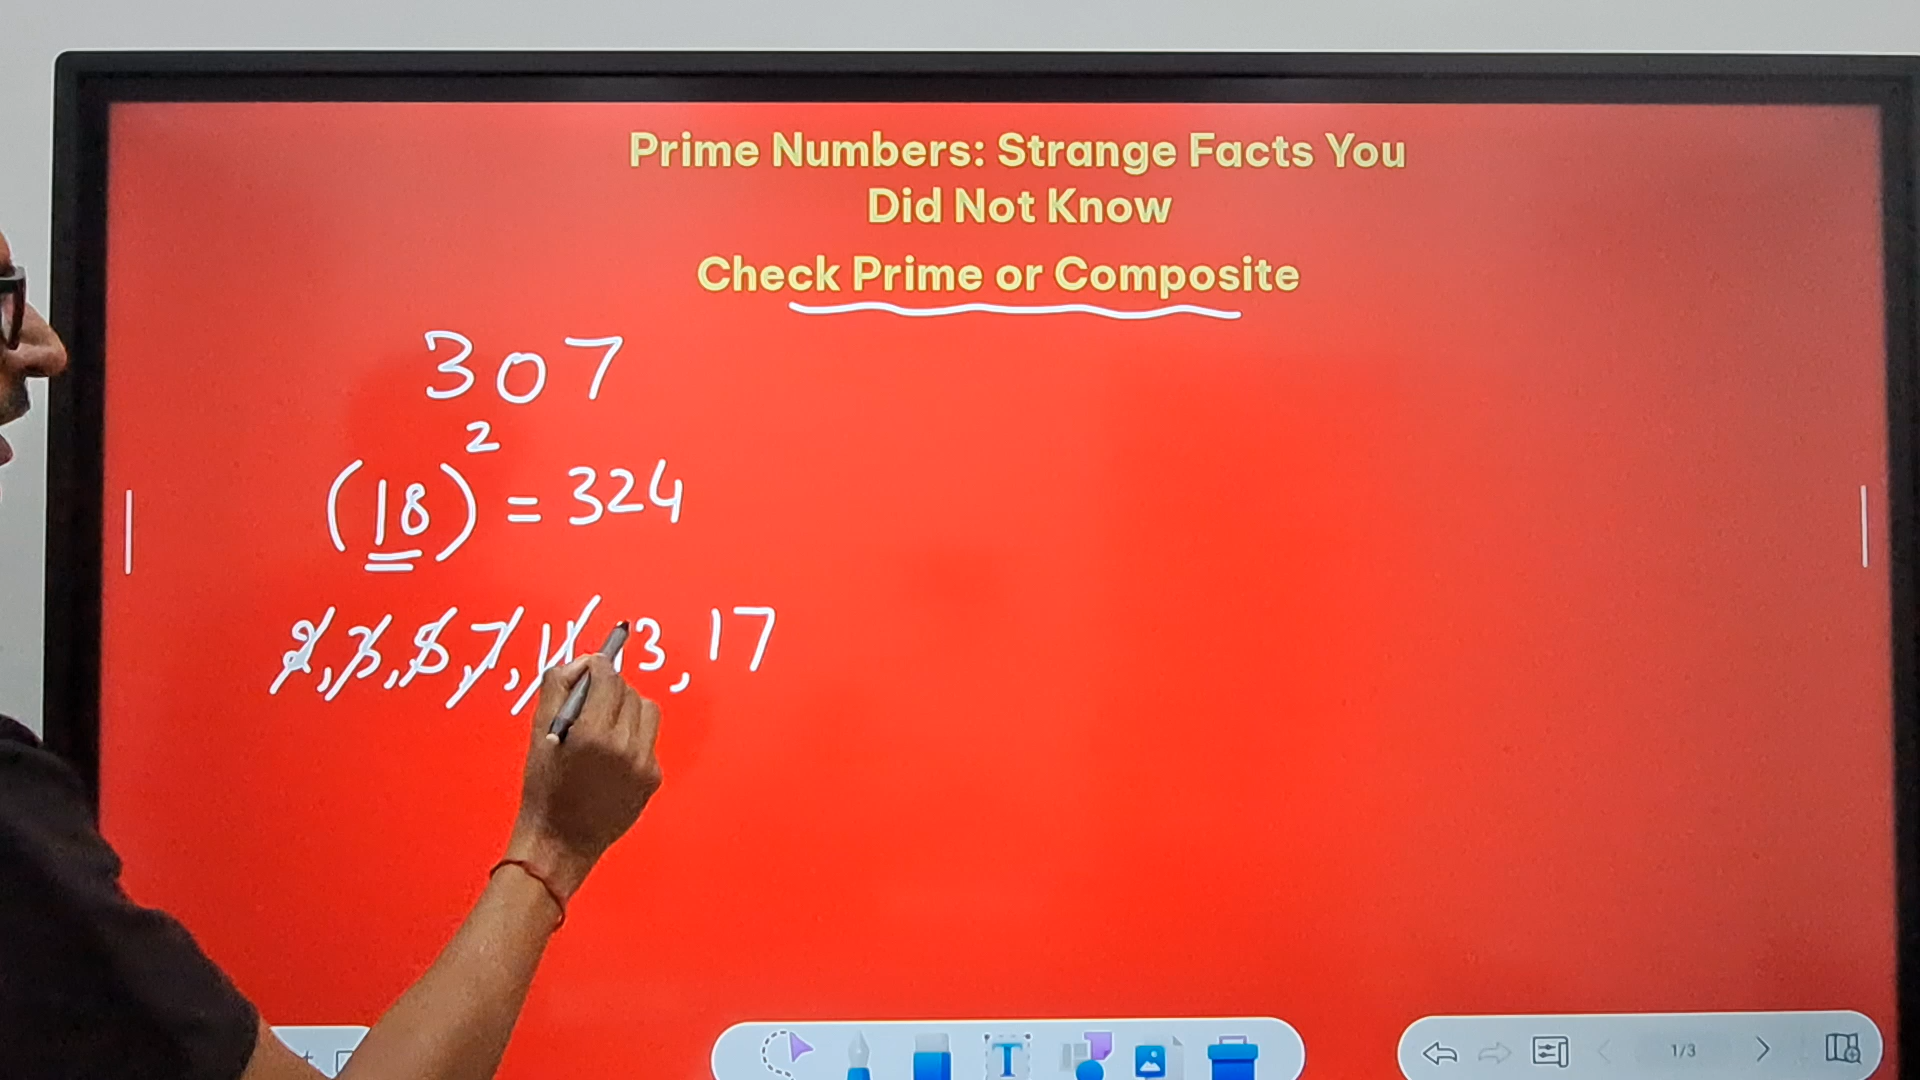 Prime Numbers: Strange Facts You
Did Not Know
Check Prime or Composite
307
(18)² = 324
2, 3, 5, 7, 11 13, 17
T
1/3